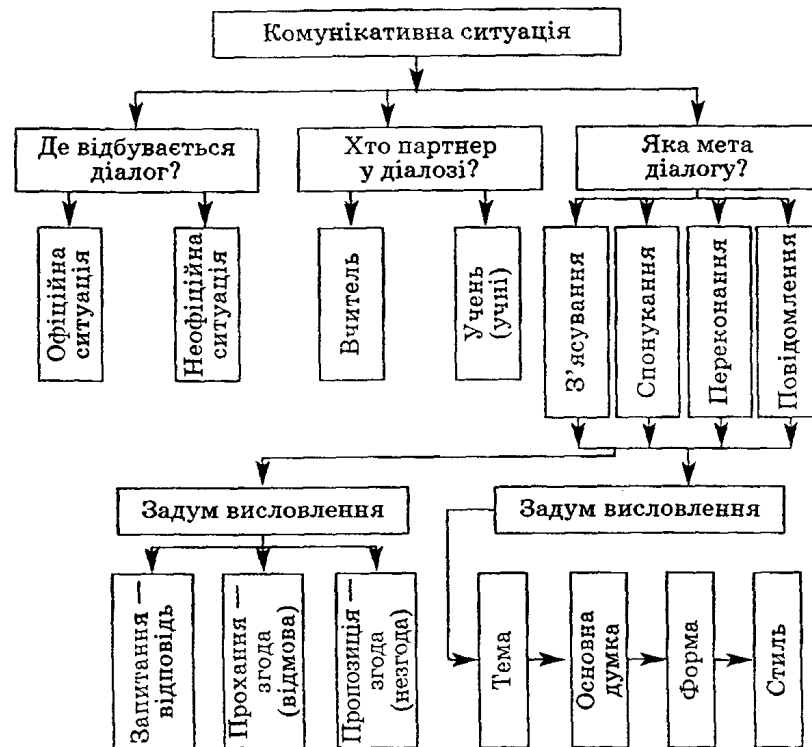 Комунікативна ситуація
Де відбувається
діалог?
Хто партнер
у діалозі?
Яка мета
діалогу?
Офіційна
ситуація
Неофіційна
ситуація
Вчитель
Учень
(учні)
З’ясування
Спонукання
Переконання
Повідомлення
Задум висловлення
Задум висловлення
Запитання —
відповідь
Прохання —
згода
(відмова)
Пропозиція —
згода
(незгода)
Тема
Основна
думка
Форма
Стиль